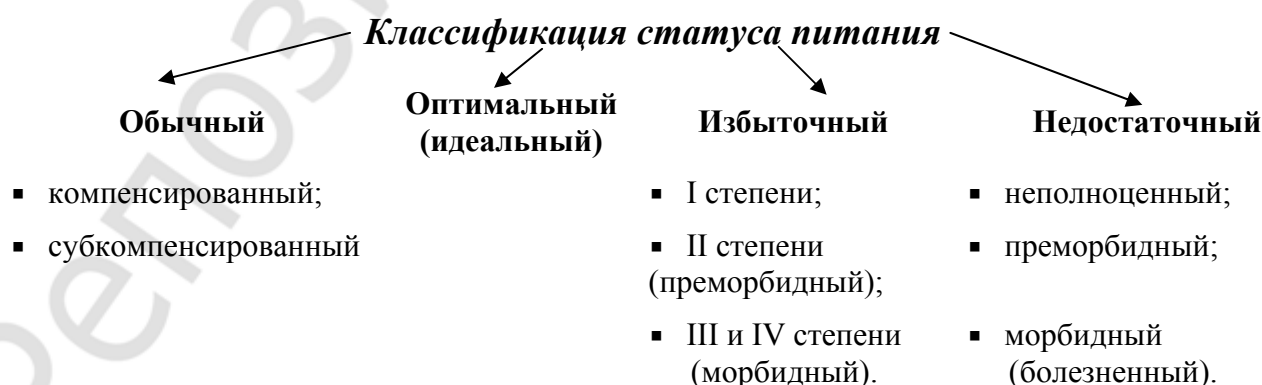 Классификация статуса питания
Обычный
▪ компенсированный;
▪ субкомпенсированный
Оптимальный
(идеальный)
Избыточный
▪ I степени;
▪ II степени
(преморбидный);
▪ III и IV степени
(морбидный).
Недостаточный
▪ неполноценный;
▪ преморбидный;
▪ морбидный
(болезненный).